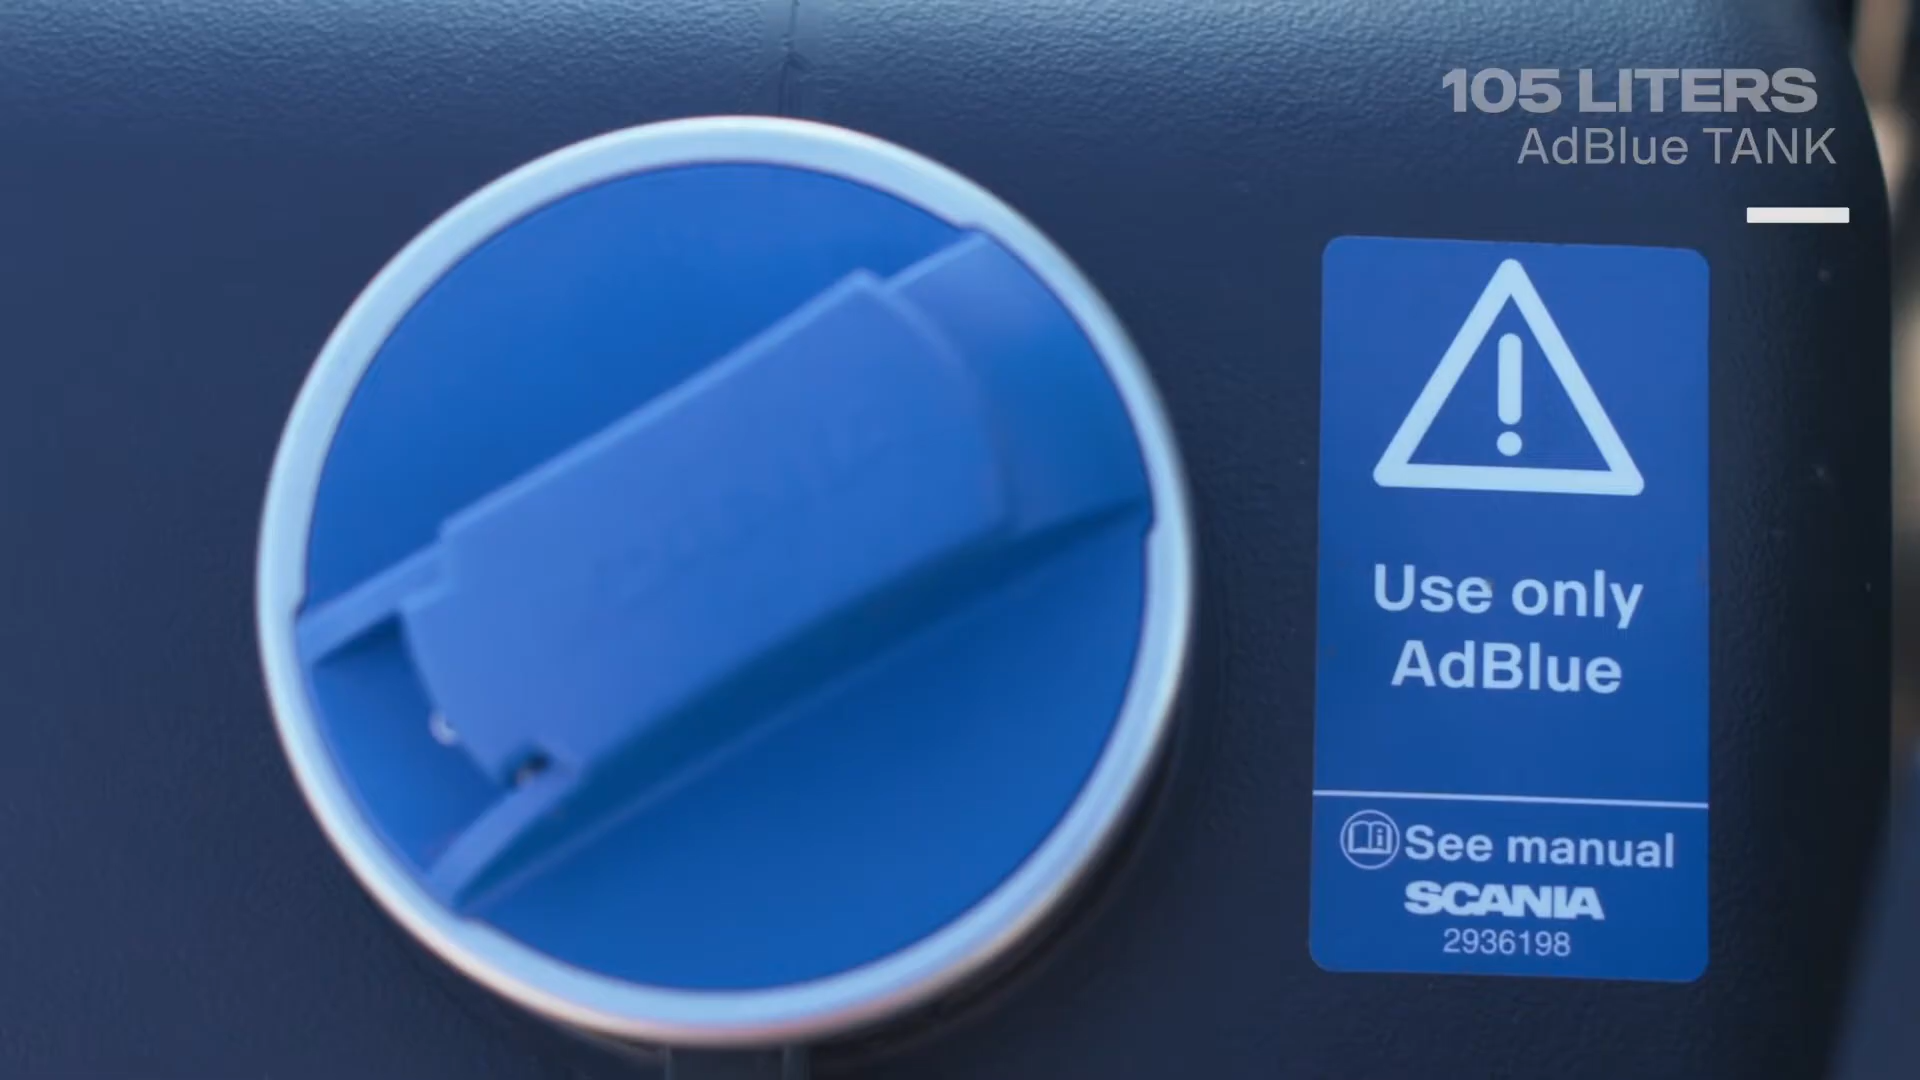 105 LITERS
AdBlue TANK
Use only
AdBlue
See manual
SCANIA
2936198